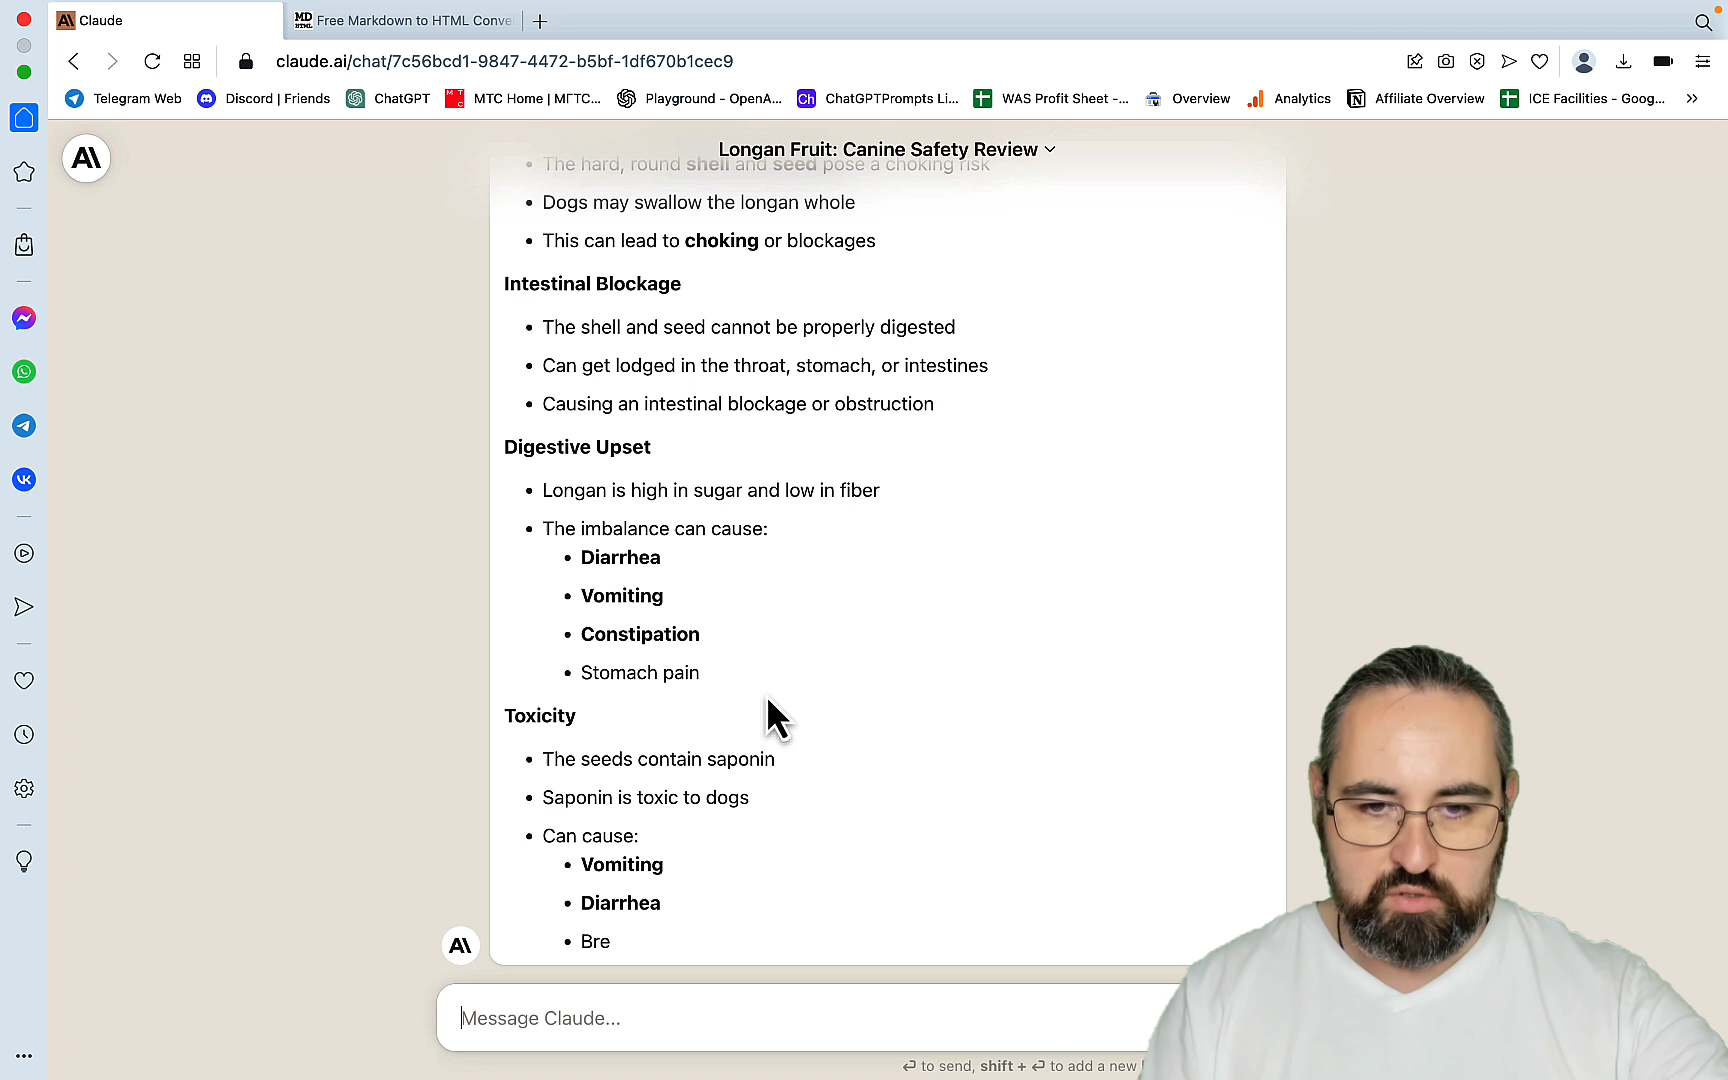 Claude
MD
HTML
Free Markdown to HTML Conve
claude.ai/chat/7c56bcd1-9847-4472-b5bf-1df670b1cec9
Telegram Web
Discord | Friends
ChatGPT
МТС
MTC Home | МГТС...
Playground - OpenA...
Ch
ChatGPTPrompts Li...
WAS Profit Sheet -...
Overview
Analytics
Affiliate Overview
ICE Facilities - Goog...
Longan Fruit: Canine Safety Review
• The hard, round shell and seed pose a choking risk
• Dogs may swallow the longan whole
• This can lead to choking or blockages
Intestinal Blockage
• The shell and seed cannot be properly digested
• Can get lodged in the throat, stomach, or intestines
• Causing an intestinal blockage or obstruction
Digestive Upset
• Longan is high in sugar and low in fiber
• The imbalance can cause:
• Diarrhea
• Vomiting
• Constipation
• Stomach pain
Toxicity
• The seeds contain saponin
• Saponin is toxic to dogs
• Can cause:
• Vomiting
• Diarrhea
• Bre
Message Claude...
to send, shift + ⏎ to add a new